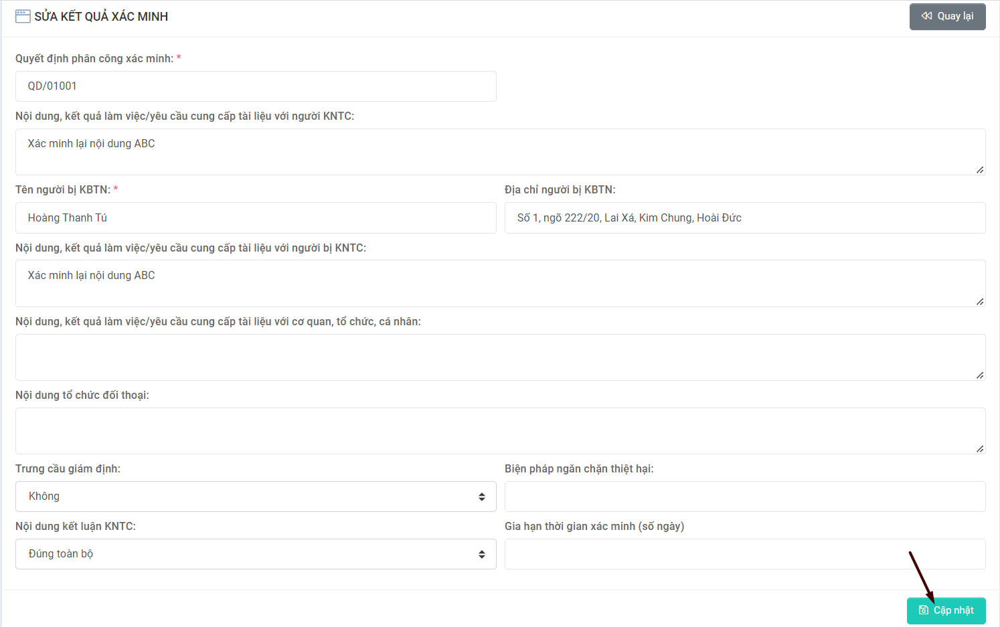 SỬA KẾT QUẢ XÁC MINH
Quay lại
Quyết định phân công xác minh: *
QD/01001
Nội dung, kết quả làm việc/yêu cầu cung cấp tài liệu với người KNTC:
Xác minh lại nội dung ABC
Tên người bị KBTN: *
Địa chỉ người bị KBTN:
Hoàng Thanh Tú
Số 1, ngõ 222/20, Lai Xá, Kim Chung, Hoài Đức
Nội dung, kết quả làm việc/yêu cầu cung cấp tài liệu với người bị KNTC:
Xác minh lại nội dung ABC
Nội dung, kết quả làm việc/yêu cầu cung cấp tài liệu với cơ quan, tổ chức, cá nhân:
Nội dung tổ chức đối thoại:
Trưng cầu giám định:
Biện pháp ngăn chặn thiệt hại:
Không
Nội dung kết luận KNTC:
Gia hạn thời gian xác minh (số ngày)
Đúng toàn bộ
Cập nhật